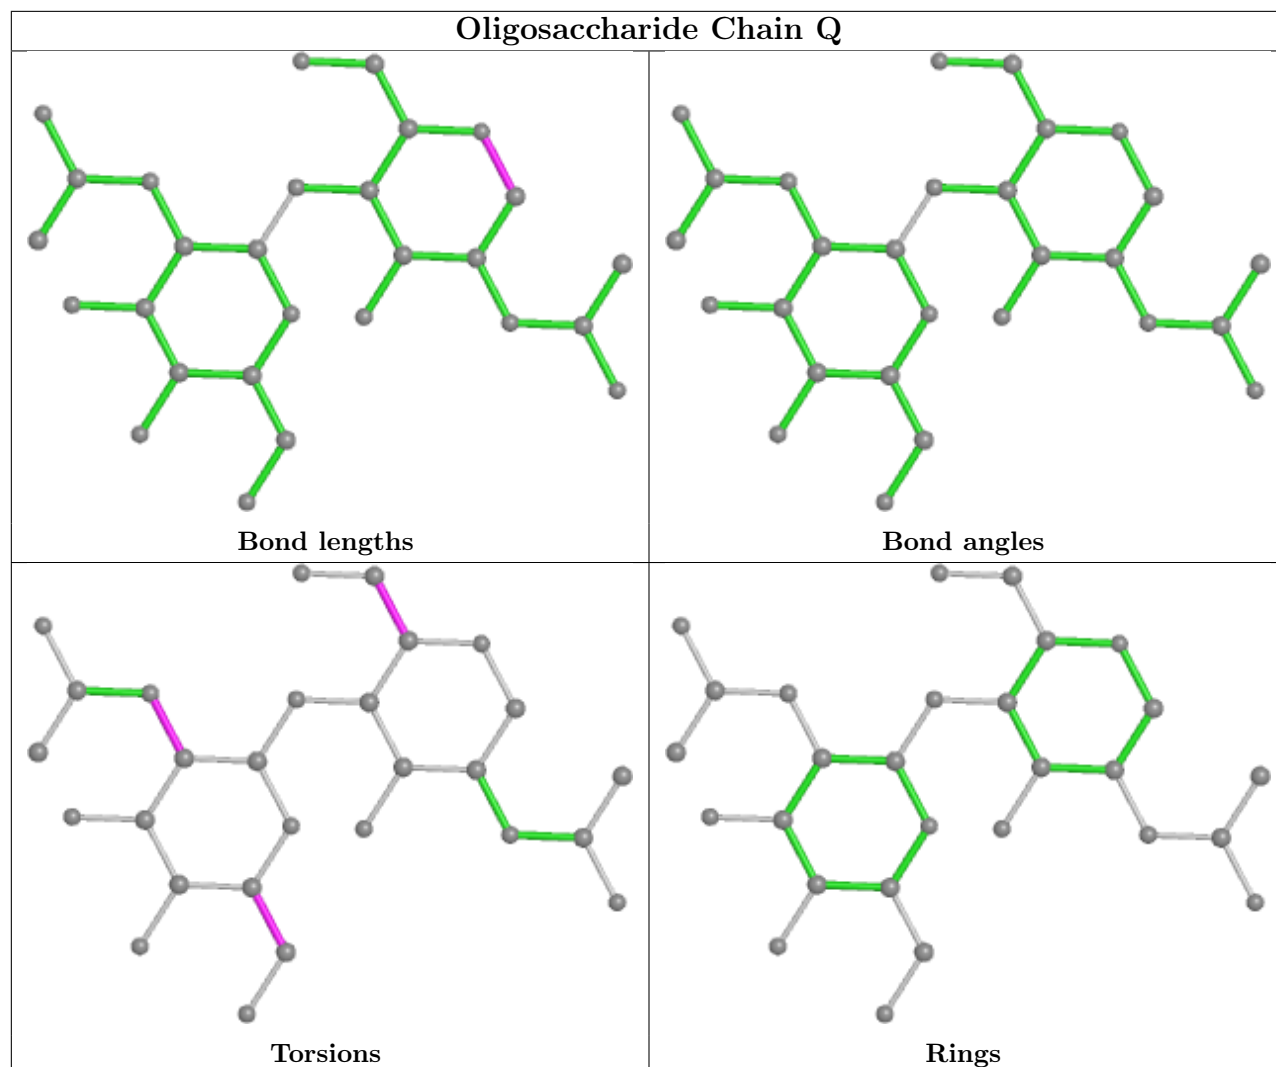 Oligosaccharide Chain Q
Bond lengths
Bond angles
Torsions
Rings